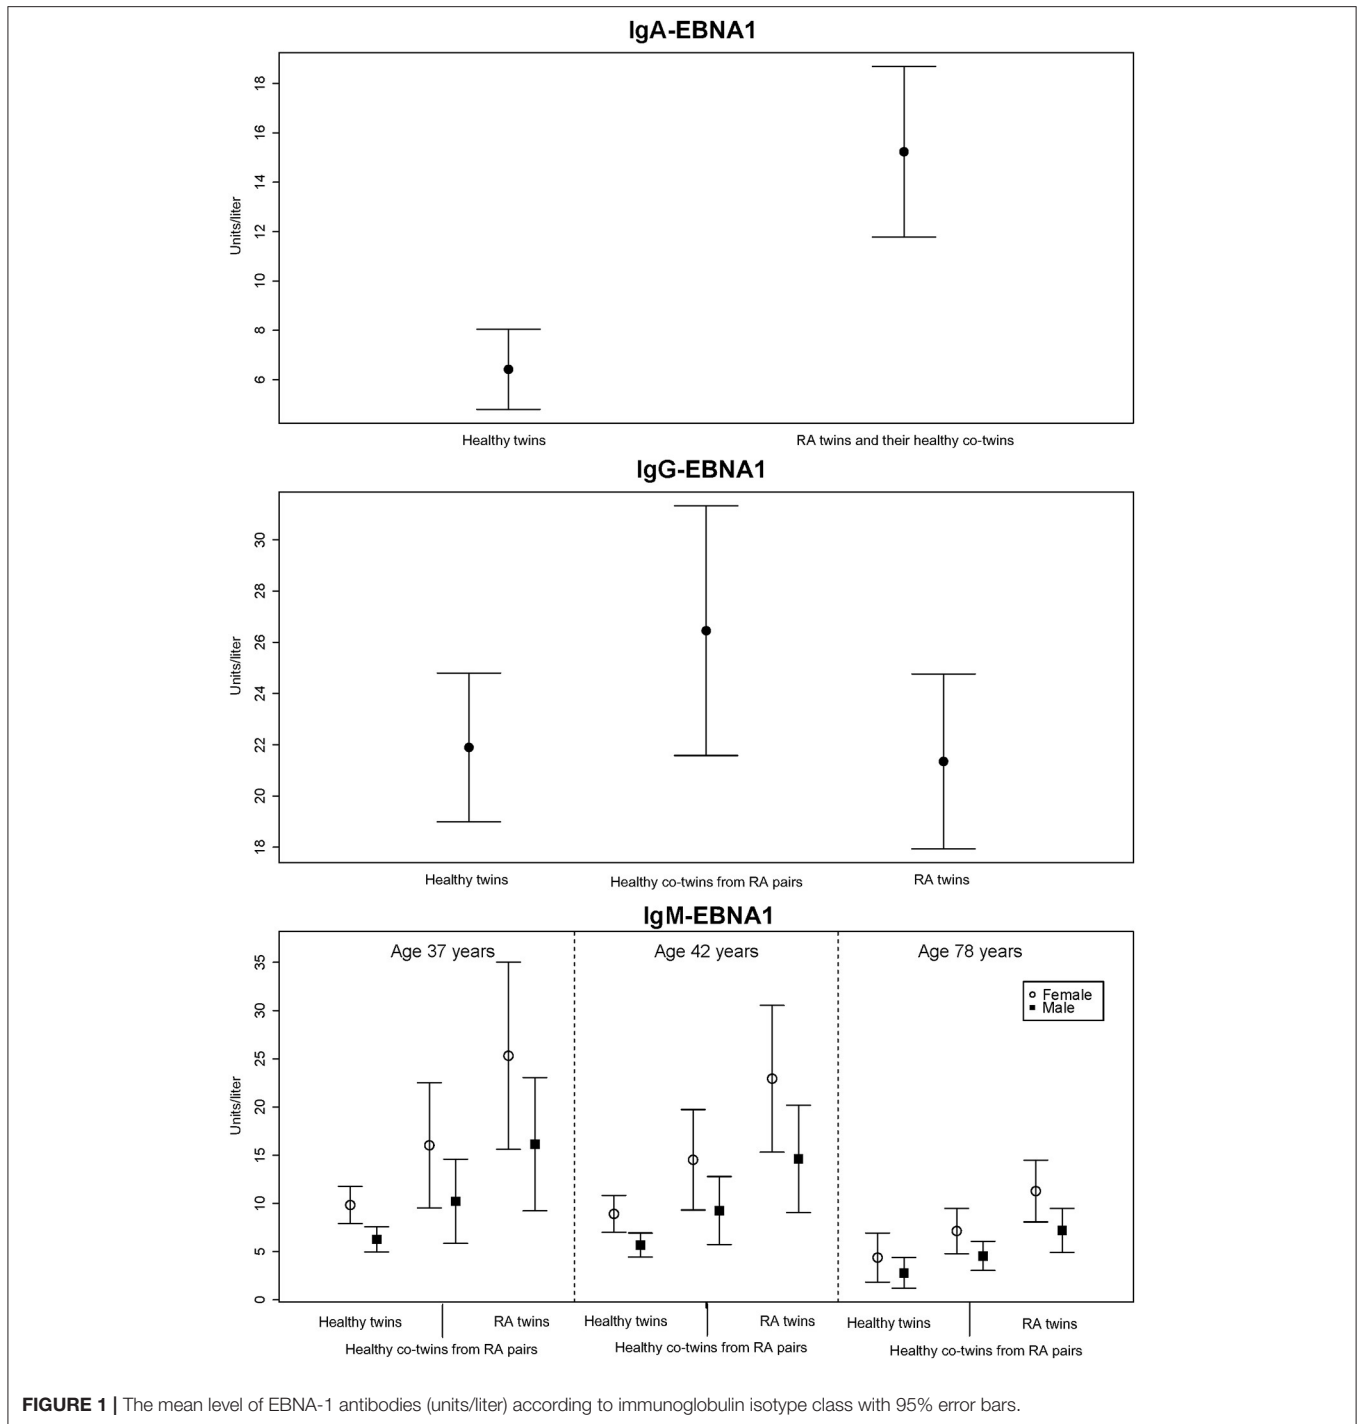 IgA-EBNA1
18
16
14
12
10
8
6
Units/liter
Healthy twins RA twins and their healthy co-twins
IgG-EBNA1
30
28
26
24
22
20
18
Units/liter
Healthy twins Healthy co-twins from RA pairs RA twins
IgM-EBNA1
Age 37 years Age 42 years Age 78 years
35
30
25
20
15
10
5
0
Units/liter
Female
Male
Healthy twins RA twins Healthy twins RA twins Healthy twins RA twins
Healthy co-twins from RA pairs Healthy co-twins from RA pairs Healthy co-twins from RA pairs
FIGURE 1 | The mean level of EBNA-1 antibodies (units/liter) according to immunoglobulin isotype class with 95% error bars.